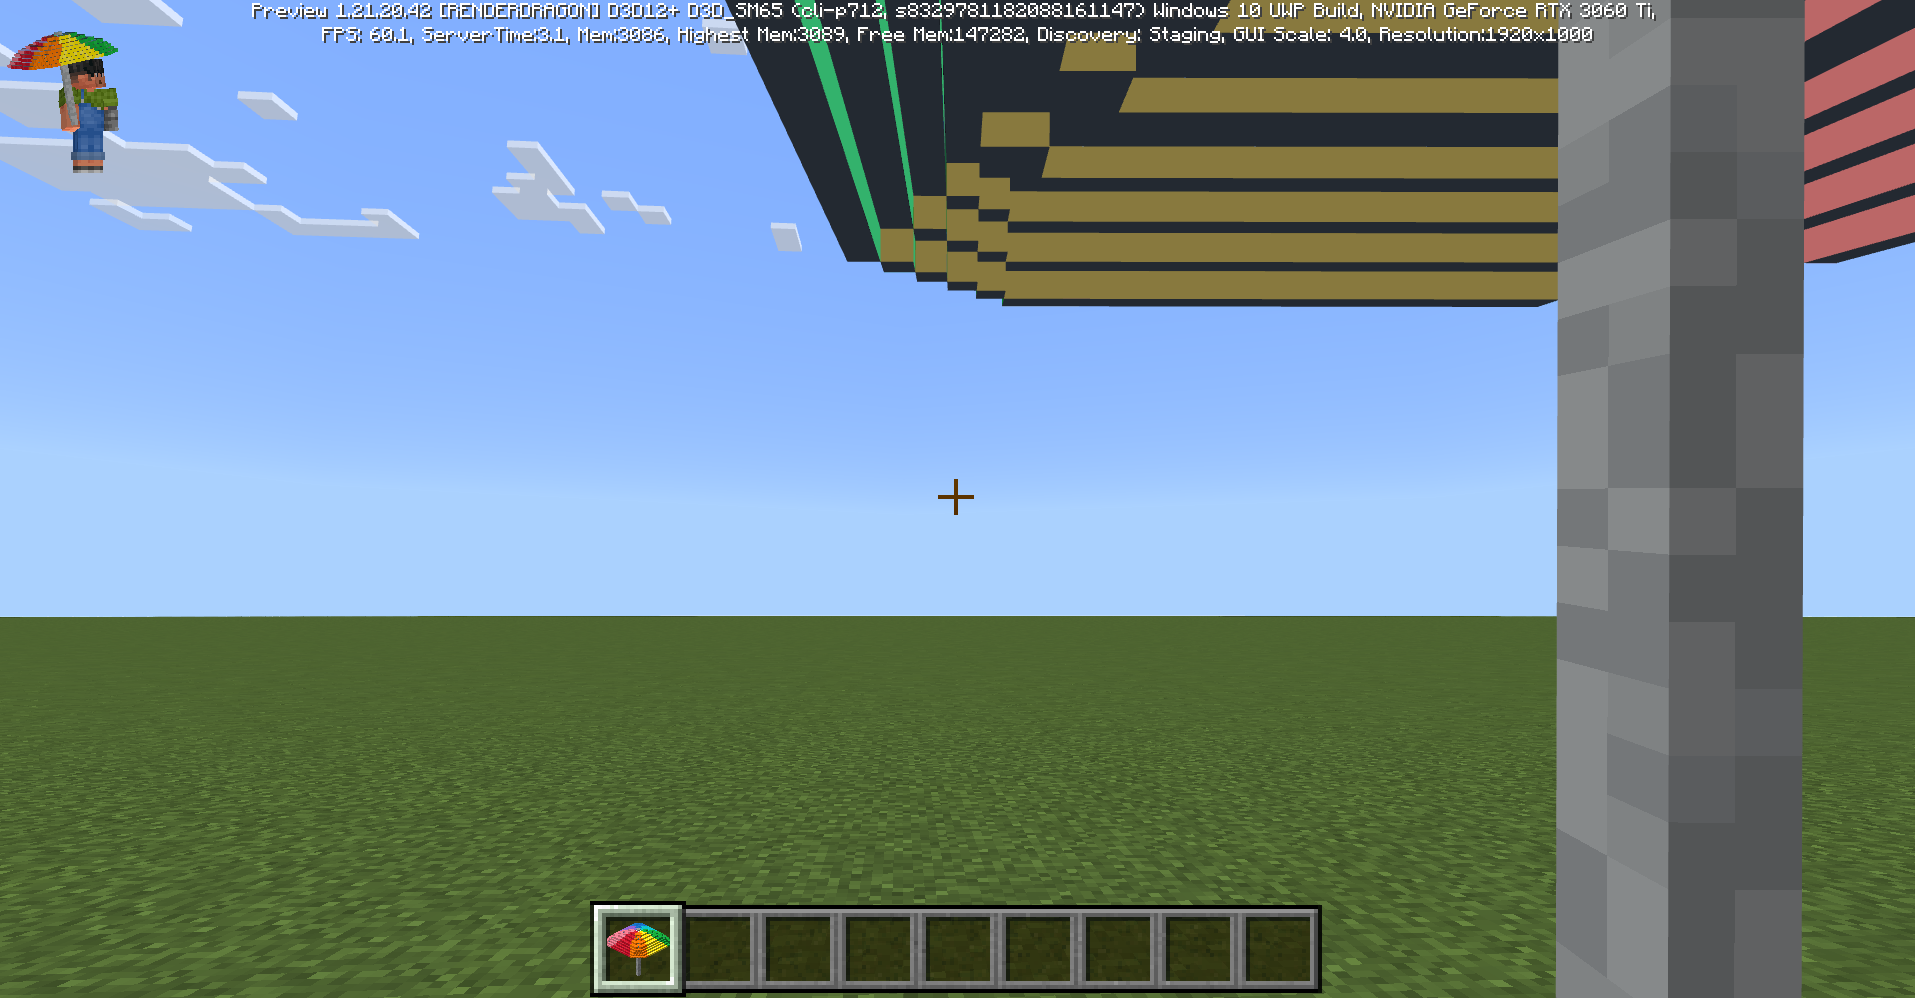 Preview 1.21.20.42 [RENDERDRAGON] D3D12+ D3D_SM65 (cli-p712, s8329781182088161147) Windows 10 UWP Build, NVIDIA GeForce RTX 3060 Ti,
FPS: 60.1, ServerTime:3.1, Mem:3086, Highest Mem:3089, Free Mem:147282, Discovery: Staging, GUI Scale: 4.0, Resolution:1920x1000